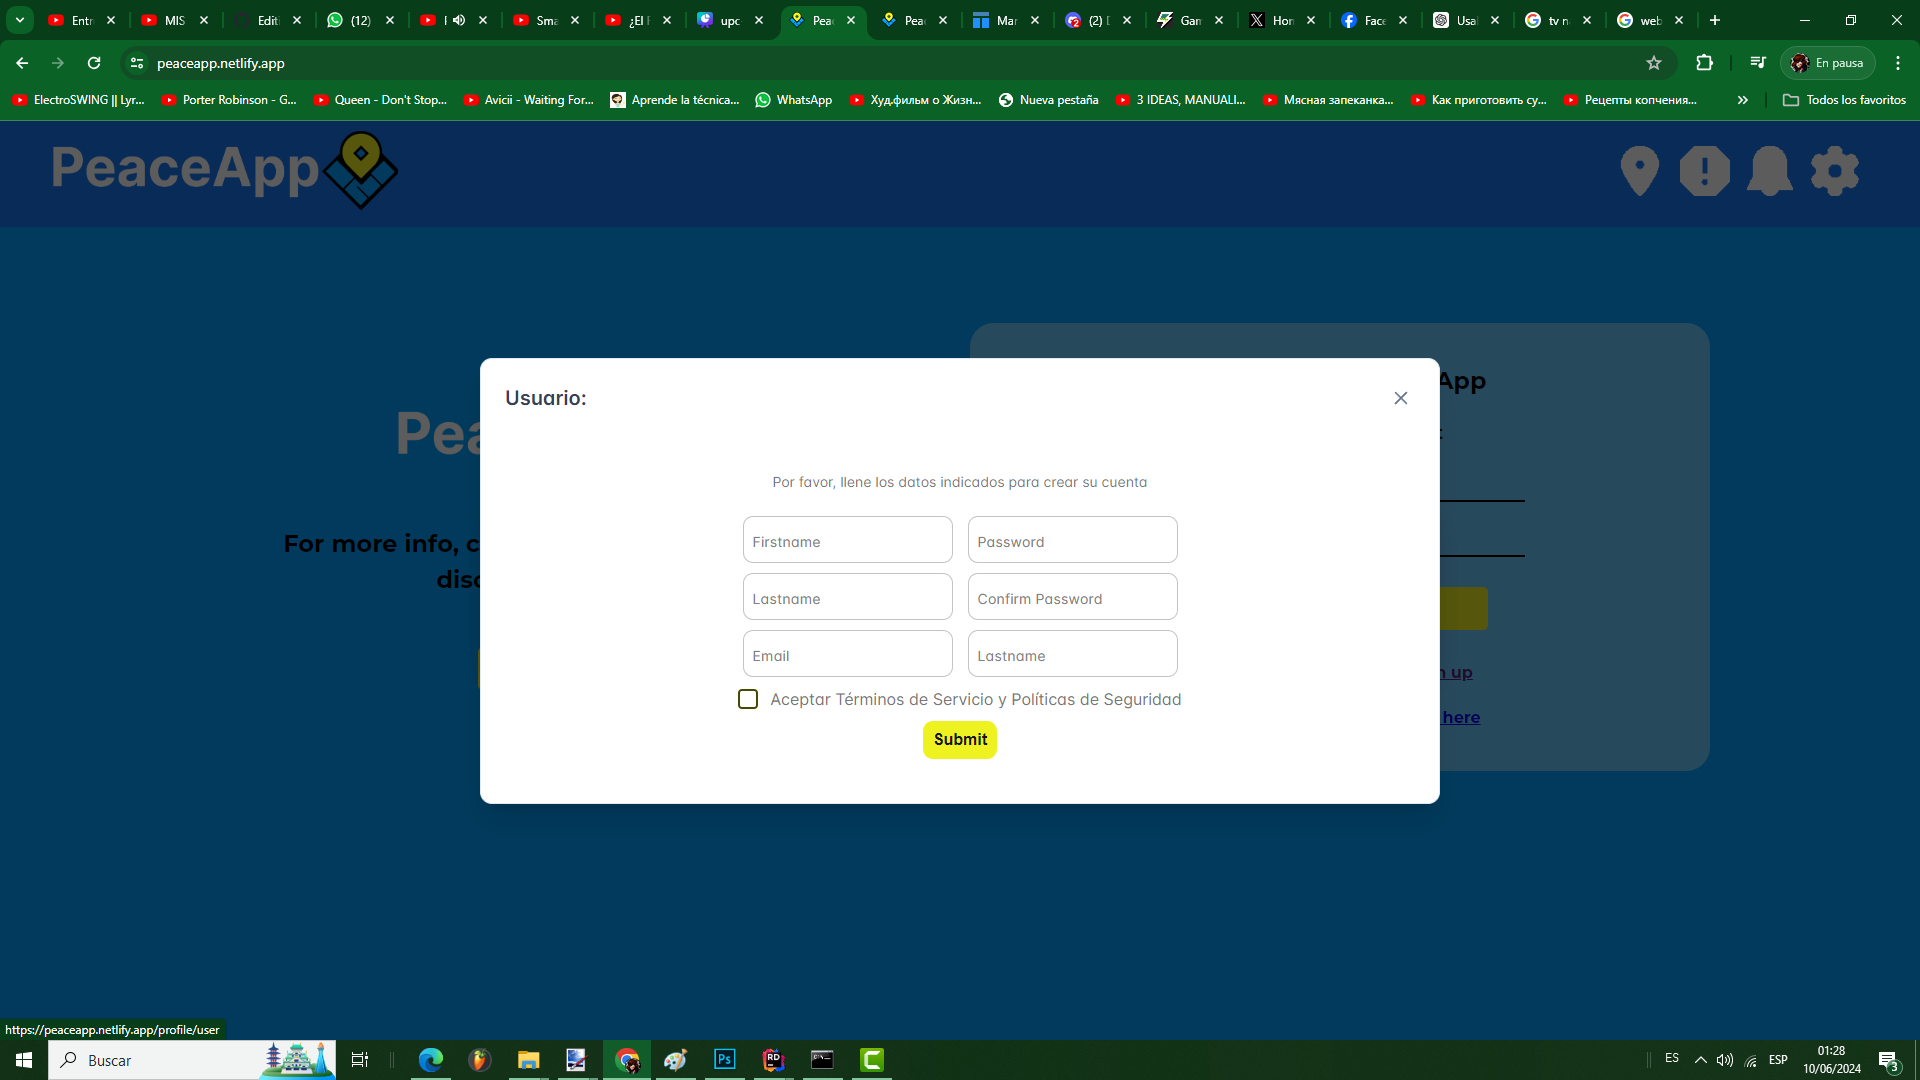 Entr
MIS
Edit
(12)
Sma
¿El F
upc
Pea
Pea
Mar
(2) D
Gam
Hon
Face
Usal
tv n
web
peaceapp.netlify.app
En pausa
ElectroSWING || Lyr...
Porter Robinson - G...
Queen - Don't Stop...
Avicii - Waiting For...
Aprende la técnica...
WhatsApp
Худ.фильм о Жизн...
Nueva pestaña
3 IDEAS, MANUALI...
Мясная запеканка...
Как приготовить су...
Рецепты копчения...
Todos los favoritos
PeaceApp
App
Usuario:
Pea
Por favor, llene los datos indicados para crear su cuenta
Firstname
Password
For more info, c
disc
Lastname
Confirm Password
Email
Lastname
n up
Aceptar Términos de Servicio y Políticas de Seguridad
here
Submit
https://peaceapp.netlify.app/profile/user
Buscar
Ps
RD
ES
ESP
01:28
10/06/2024
3